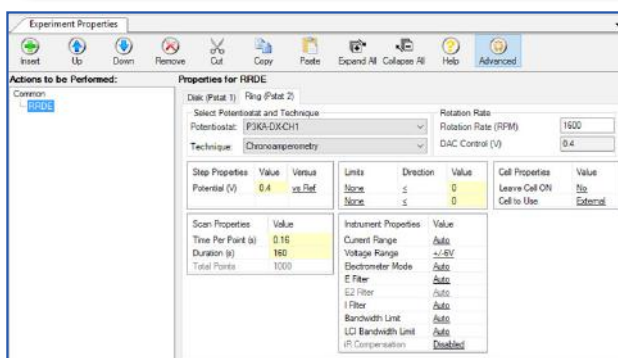 Experiment Properties
Insert Up Down Remove Cut Copy Paste Expand All Collapse All Help Advanced
Actions to be Performed:
Common
RRDE
Properties for RRDE
Disk (Pstat 1) Ring (Pstat 2)
Select Potentiostat and Technique
Potentiostat: P3KA-DX-CH1
Technique: Chronoamperometry
Rotation Rate
Rotation Rate (RPM) 1600
DAC Control (V) 0.4
Step Properties Value Versus
Potential (V) 0.4 vs Ref
Limits Direction Value
None ≤ 0
None ≤ 0
Cell Properties Value
Leave Cell ON No
Cell to Use External
Scan Properties Value
Time Per Point (s) 0.16
Duration (s) 160
Total Points 1000
Instrument Properties Value
Current Range Auto
Voltage Range +/-6V
Electrometer Mode Auto
E Filter Auto
E2 Filter Auto
I Filter Auto
Bandwidth Limit Auto
LCI Bandwidth Limit Auto
iR Compensation Disabled